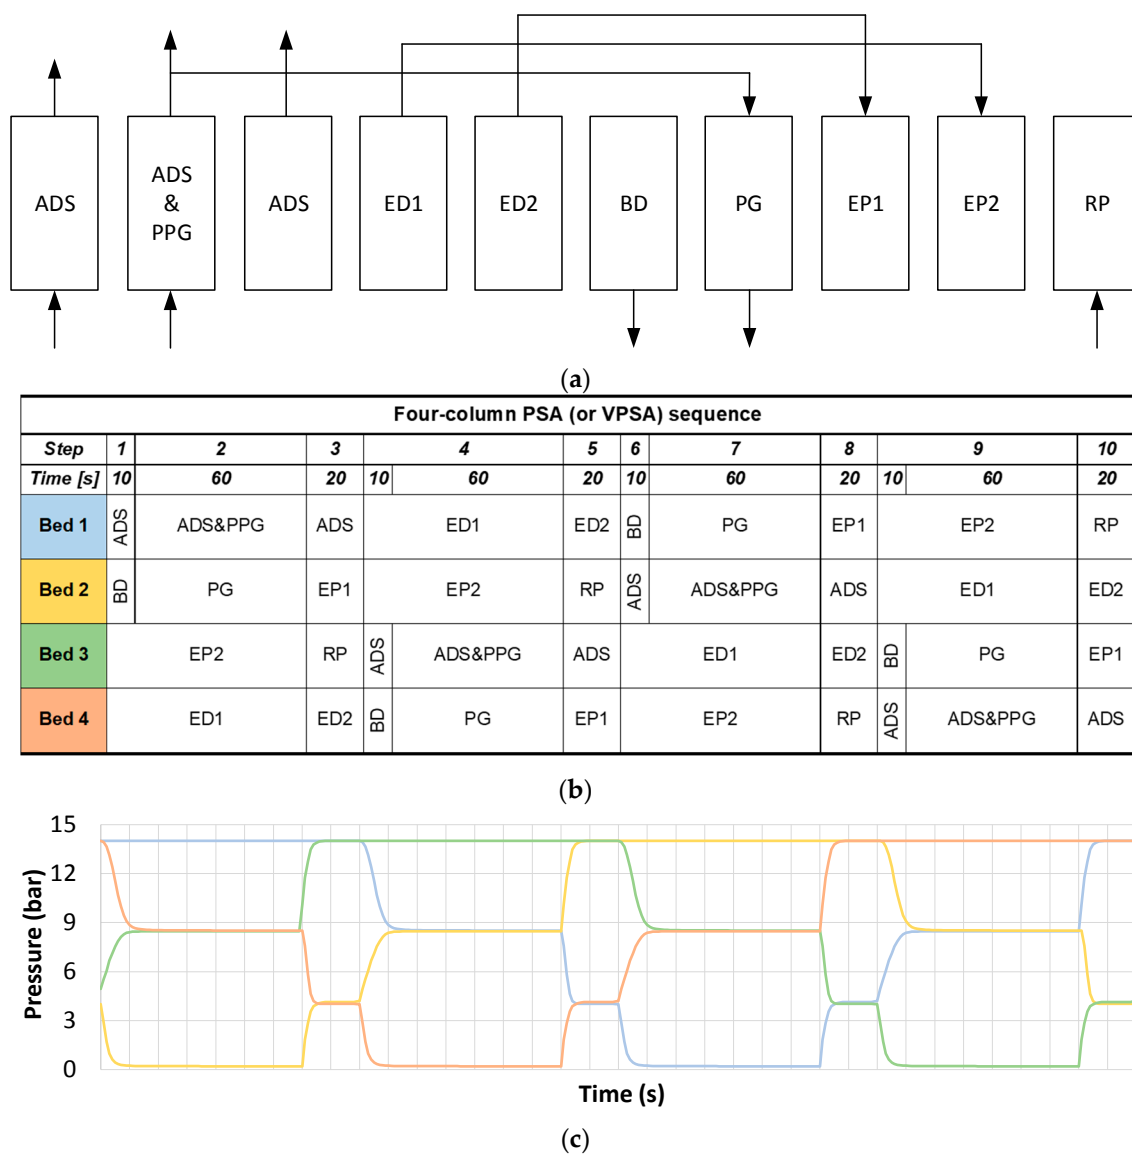 ADS
ADS
&
PPG
ADS
ED1
ED2
BD
PG
EP1
EP2
RP
(a)
Four-column PSA (or VPSA) sequence
Step 1 2 3 4 5 6 7 8 9 10
Time [s] 10 60 20 10 60 20 10 60 20 10 60 20
Bed 1 ADS ADS&PPG ADS ED1 ED2 BD PG EP1 EP2 RP
Bed 2 BD PG EP1 EP2 RP ADS ADS&PPG ADS ED1 ED2
Bed 3 EP2 RP ADS ADS&PPG ADS ED1 ED2 BD PG EP1
Bed 4 ED1 ED2 BD PG EP1 EP2 RP ADS ADS&PPG ADS
(b)
15
12
9
6
3
0
Pressure (bar)
Time (s)
(c)